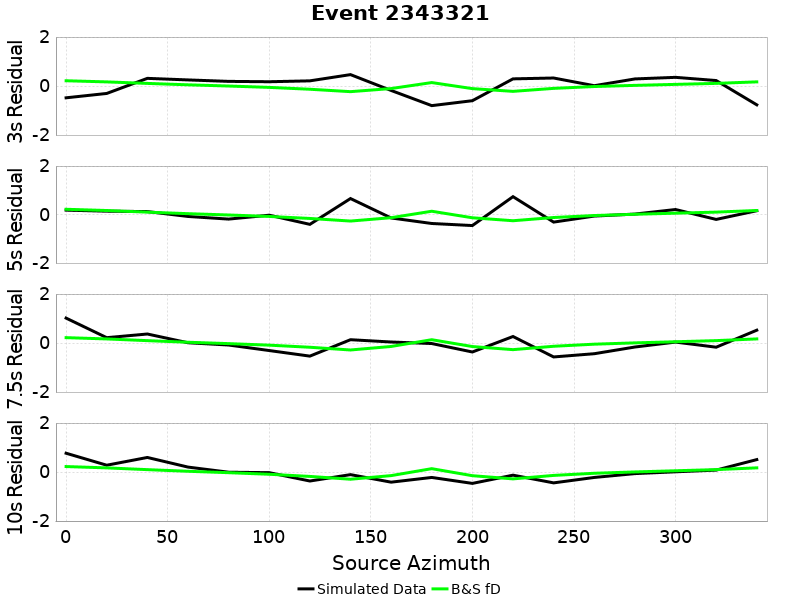 Event 2343321
3s Residual
2
0
-2
5s Residual
2
0
-2
7.5s Residual
2
0
-2
10s Residual
2
0
-2
0 50 100 150 200 250 300
Source Azimuth
Simulated Data B&S fD